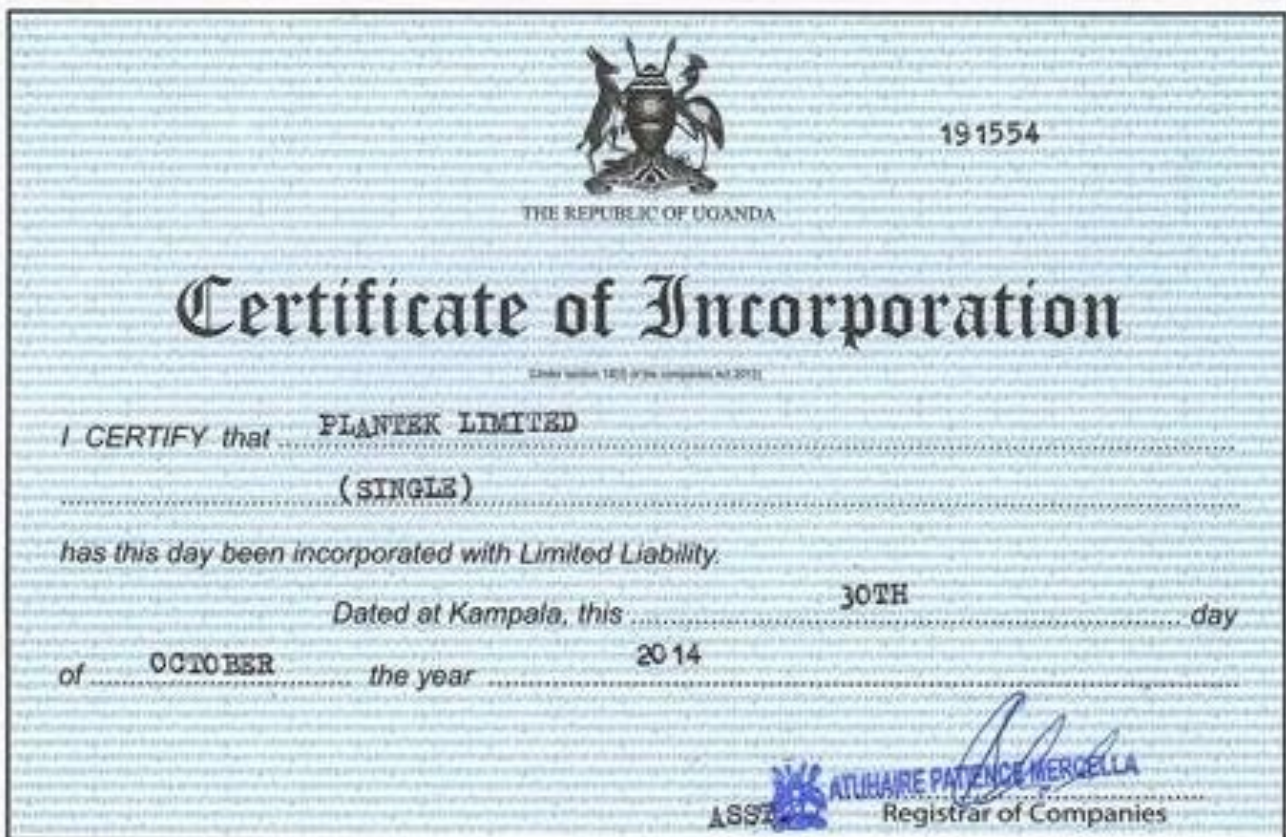 191554
THE REPUBLIC OF UGANDA
Certificate of Incorporation
I CERTIFY that PLANTEK LIMITED
(SINGLE)
has this day been incorporated with Limited Liability.
Dated at Kampala, this 30TH day
of OCTOBER the year 2014
ATUHAIRE PATIENCE MERCELLA
ASST Registrar of Companies